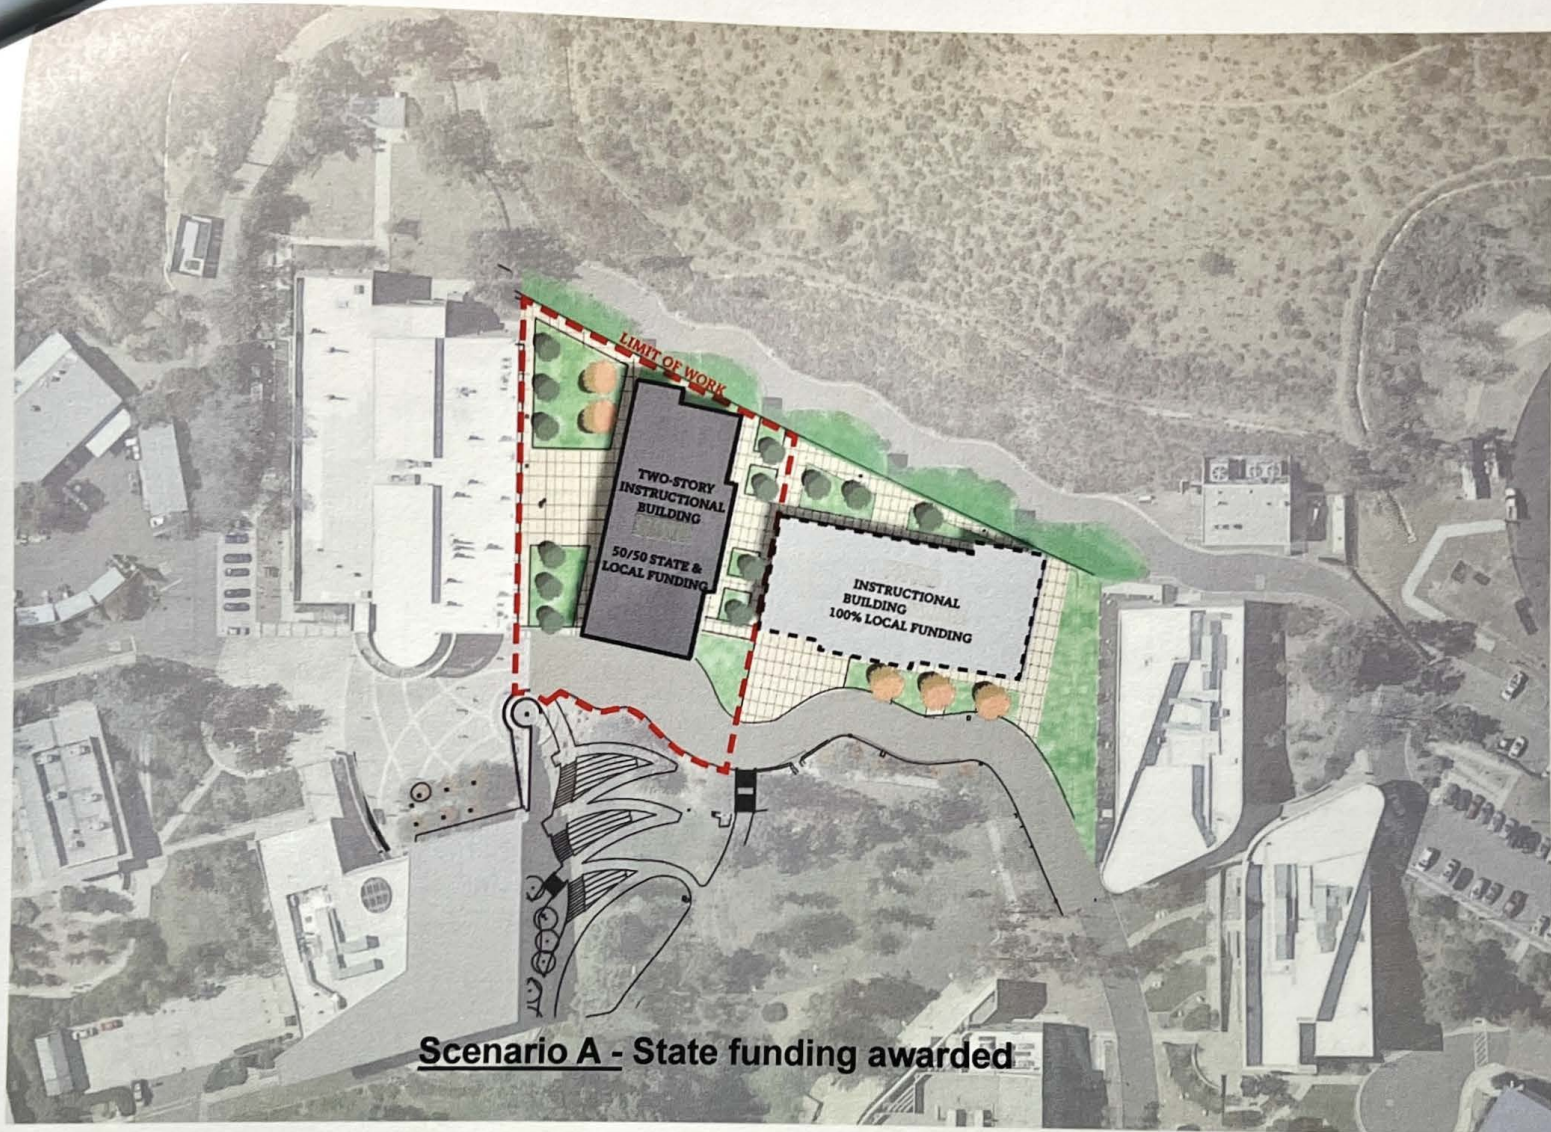 LIMIT OF WORK
TWO-STORY
INSTRUCTIONAL
BUILDING
50/50 STATE &
LOCAL FUNDING
INSTRUCTIONAL
BUILDING
100% LOCAL FUNDING
Scenario A - State funding awarded